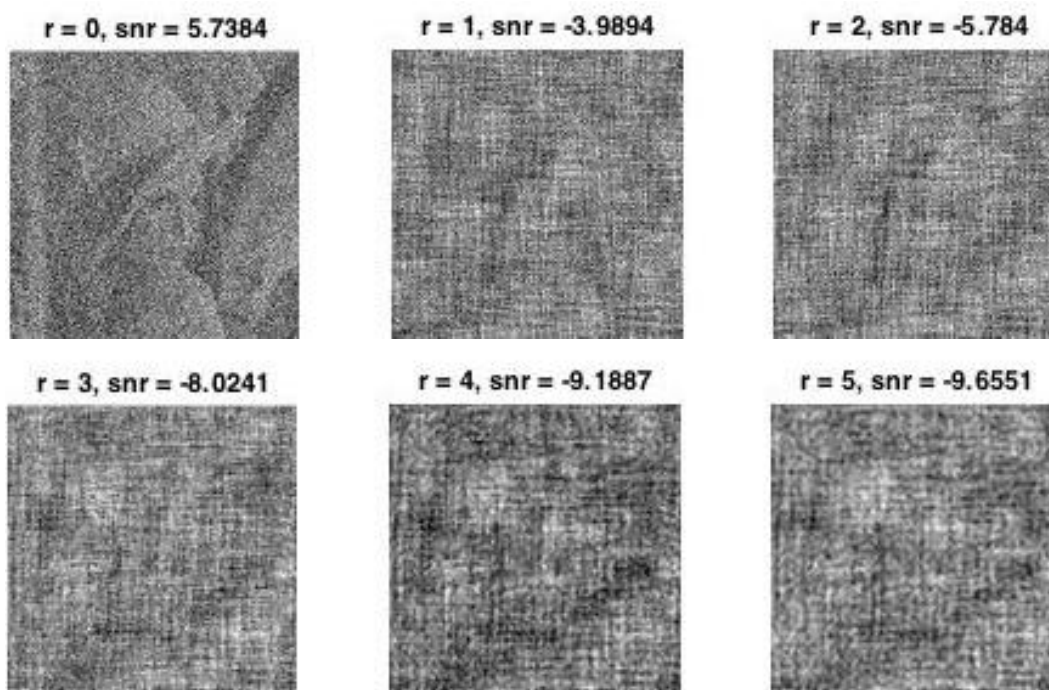 r = 0, snr = 5.7384
r = 1, snr = -3.9894
r = 2, snr = -5.784
r = 3, snr = -8.0241
r = 4, snr = -9.1887
r = 5, snr = -9.6551